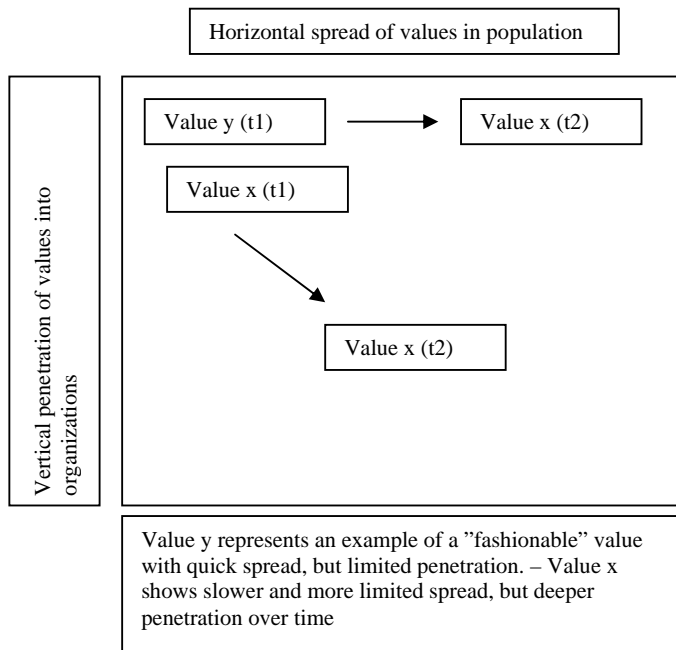 Horizontal spread of values in population
Vertical penetration of values into
organizations
Value y (t1)
Value x (t2)
Value x (t1)
Value x (t2)
Value y represents an example of a ”fashionable” value
with quick spread, but limited penetration. – Value x
shows slower and more limited spread, but deeper
penetration over time